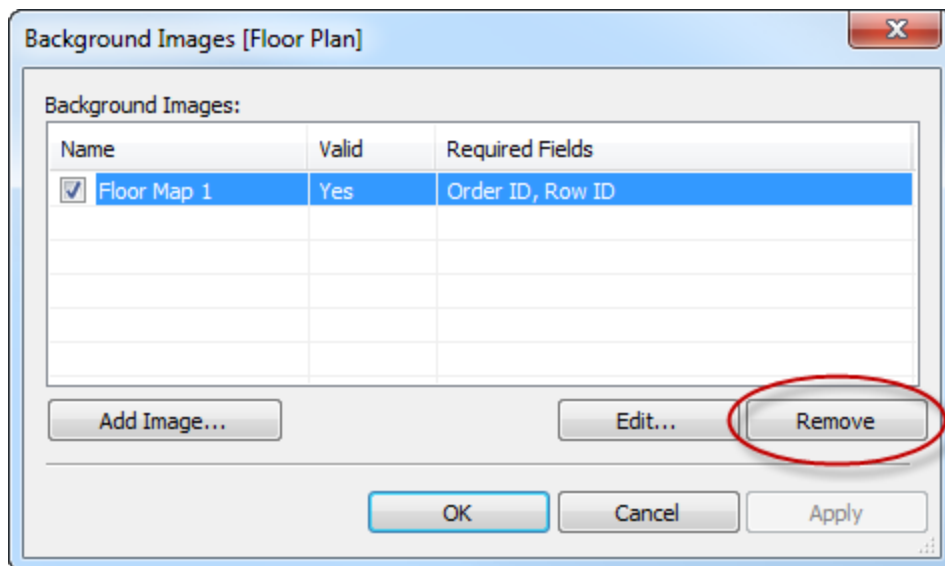 Background Images [Floor Plan]
Background Images:
Name Valid Required Fields
Floor Map 1 Yes Order ID, Row ID
Add Image... Edit... Remove
OK Cancel Apply